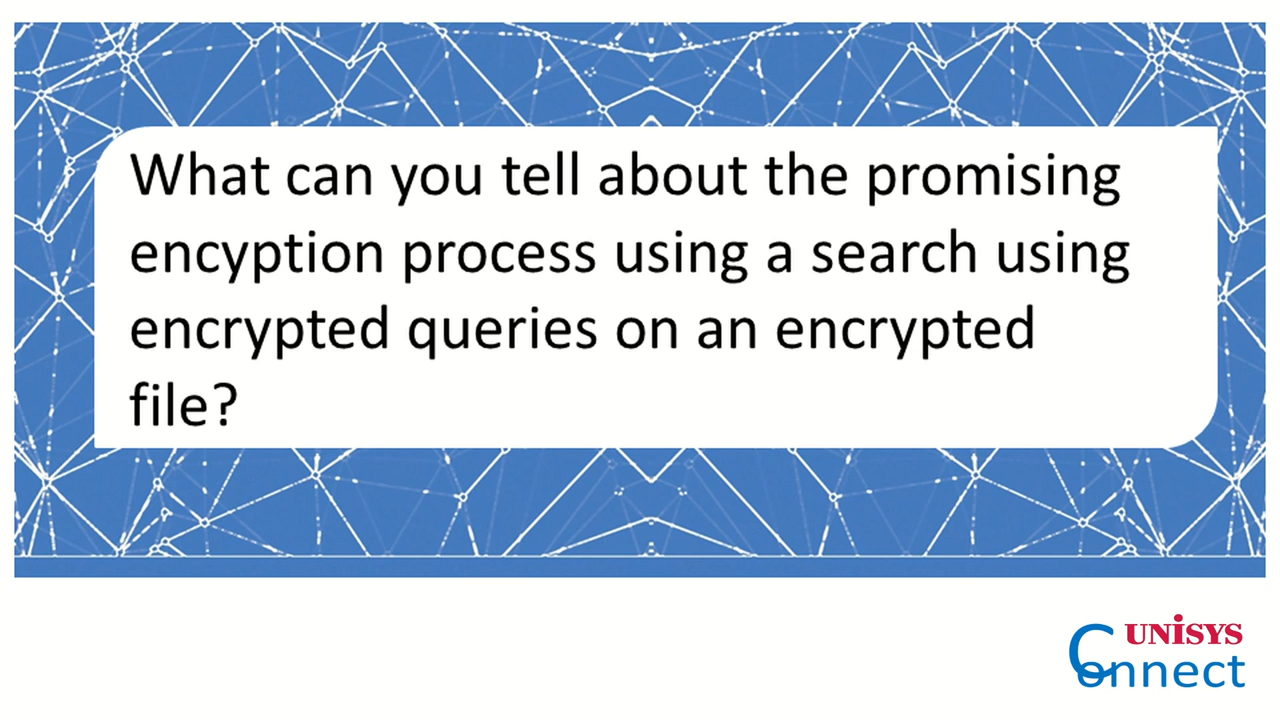 What can you tell about the promising
encyption process using a search using
encrypted queries on an encrypted
file?
UNiSYS
Connect